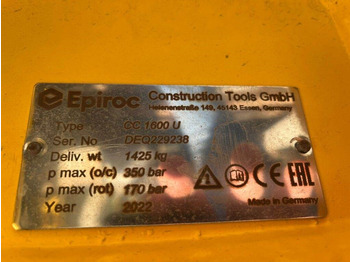 Epiroc Construction Tools GmbH
Helenenstraße 149, 45143 Essen, Germany
Type CC 1600 U
Ser. No DEQ229238
Deliv. wt 1425 kg
p max (o/c) 350 bar
p max (rot) 170 bar
Year 2022
CE EAC
Made in Germany